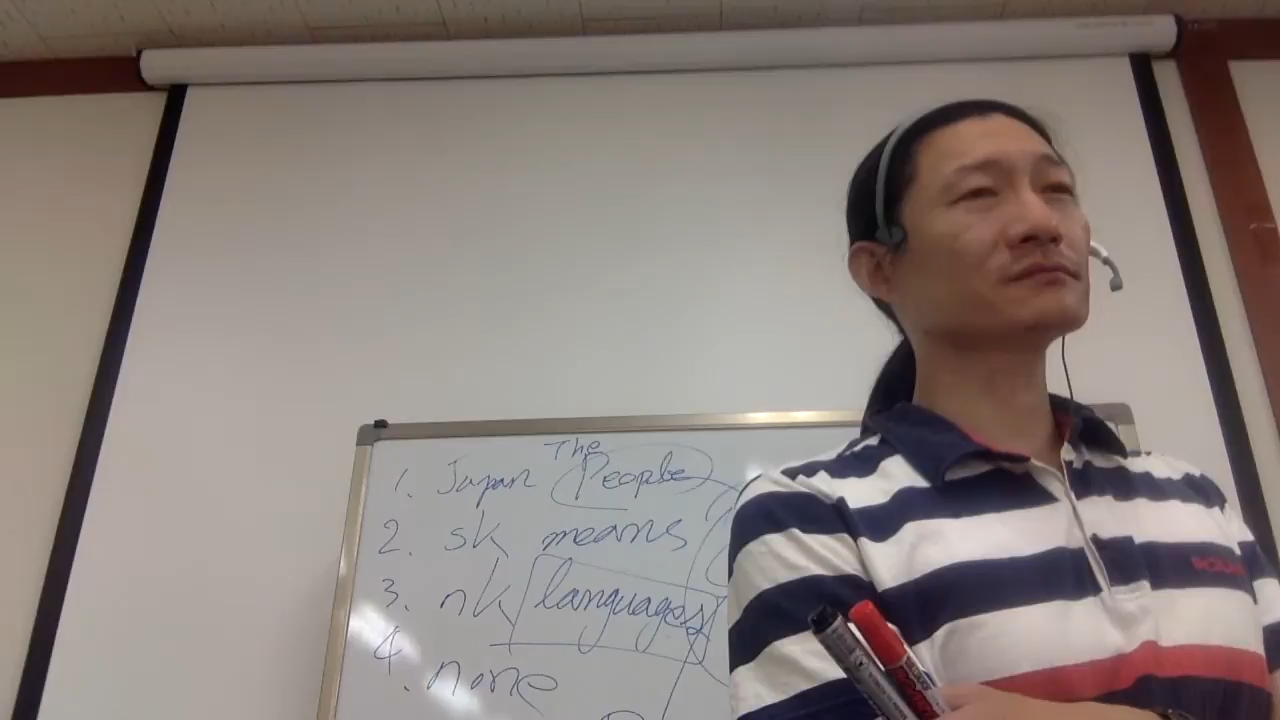 The
1. Japan People
2. sk means
3. nk languages
4. none